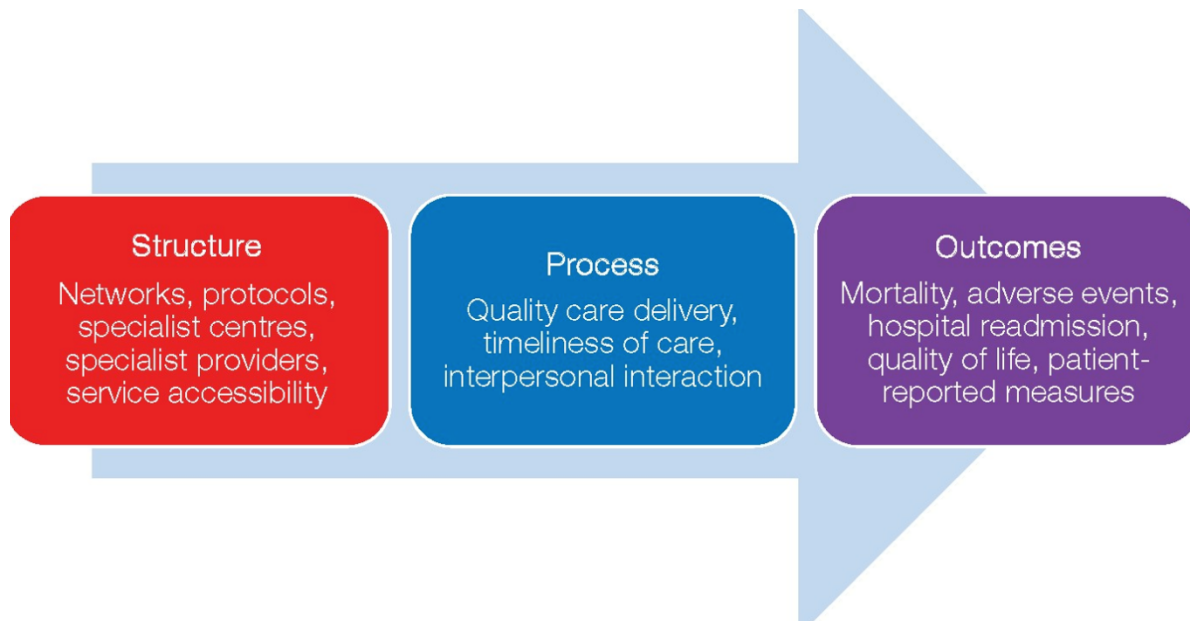 Structure
Networks, protocols,
specialist centres,
specialist providers,
service accessibility
Process
Quality care delivery,
timeliness of care,
interpersonal interaction
Outcomes
Mortality, adverse events,
hospital readmission,
quality of life, patient-
reported measures